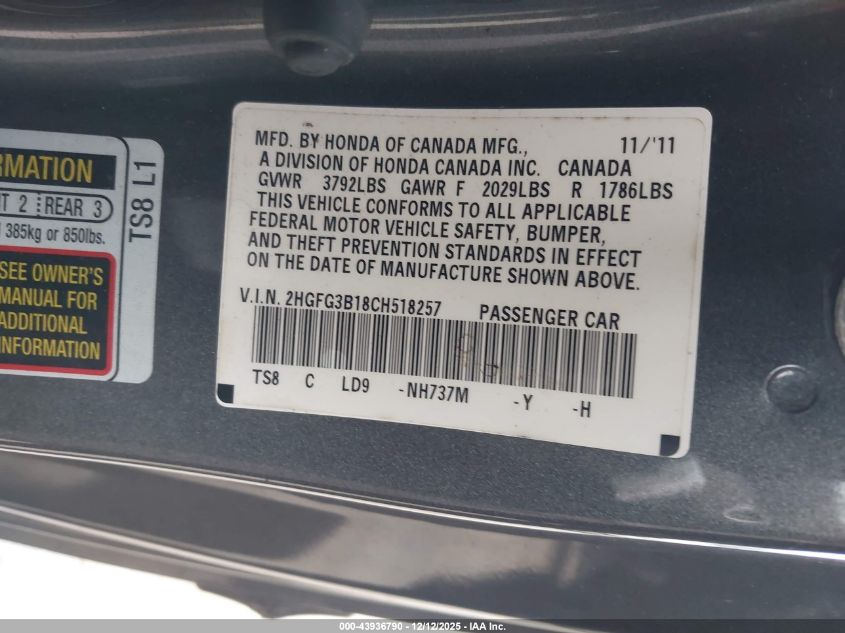 RMATION
T 2 REAR 3
385kg or 850lbs.
SEE OWNER'S
MANUAL FOR
ADDITIONAL
INFORMATION
TS8 L1
MFD. BY HONDA OF CANADA MFG., 11/'11
A DIVISION OF HONDA CANADA INC. CANADA
GVWR 3792LBS GAWR F 2029LBS R 1786LBS
THIS VEHICLE CONFORMS TO ALL APPLICABLE
FEDERAL MOTOR VEHICLE SAFETY, BUMPER,
AND THEFT PREVENTION STANDARDS IN EFFECT
ON THE DATE OF MANUFACTURE SHOWN ABOVE.
V.I.N. 2HGFG3B18CH518257 PASSENGER CAR
TS8 C LD9 -NH737M -Y -H
000-43936790 - 12/12/2025 - IAA Inc.